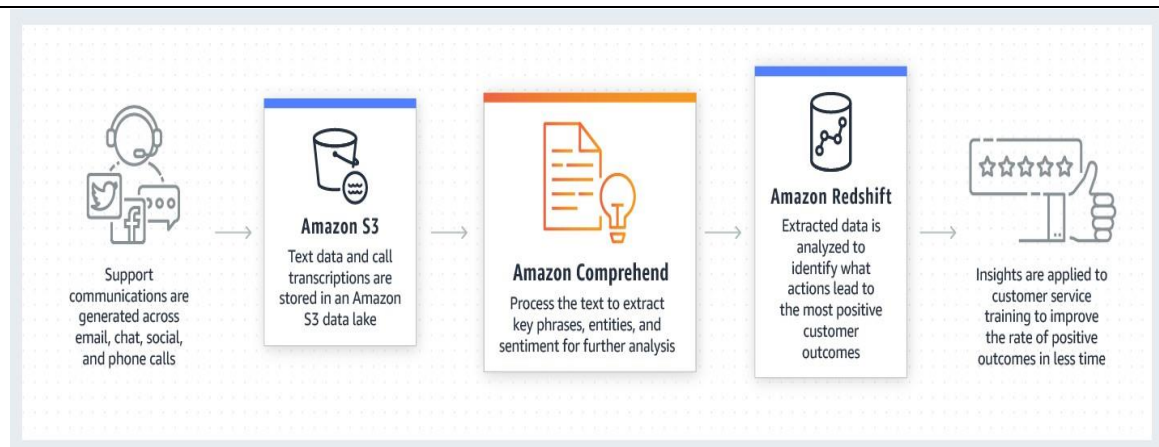 Support
communications are
generated across
email, chat, social,
and phone calls
Amazon S3
Text data and call
transcriptions are
stored in an Amazon
S3 data lake
Amazon Comprehend
Process the text to extract
key phrases, entities, and
sentiment for further analysis
Amazon Redshift
Extracted data is
analyzed to
identify what
actions lead to
the most positive
customer
outcomes
Insights are applied to
customer service
training to improve
the rate of positive
outcomes in less time